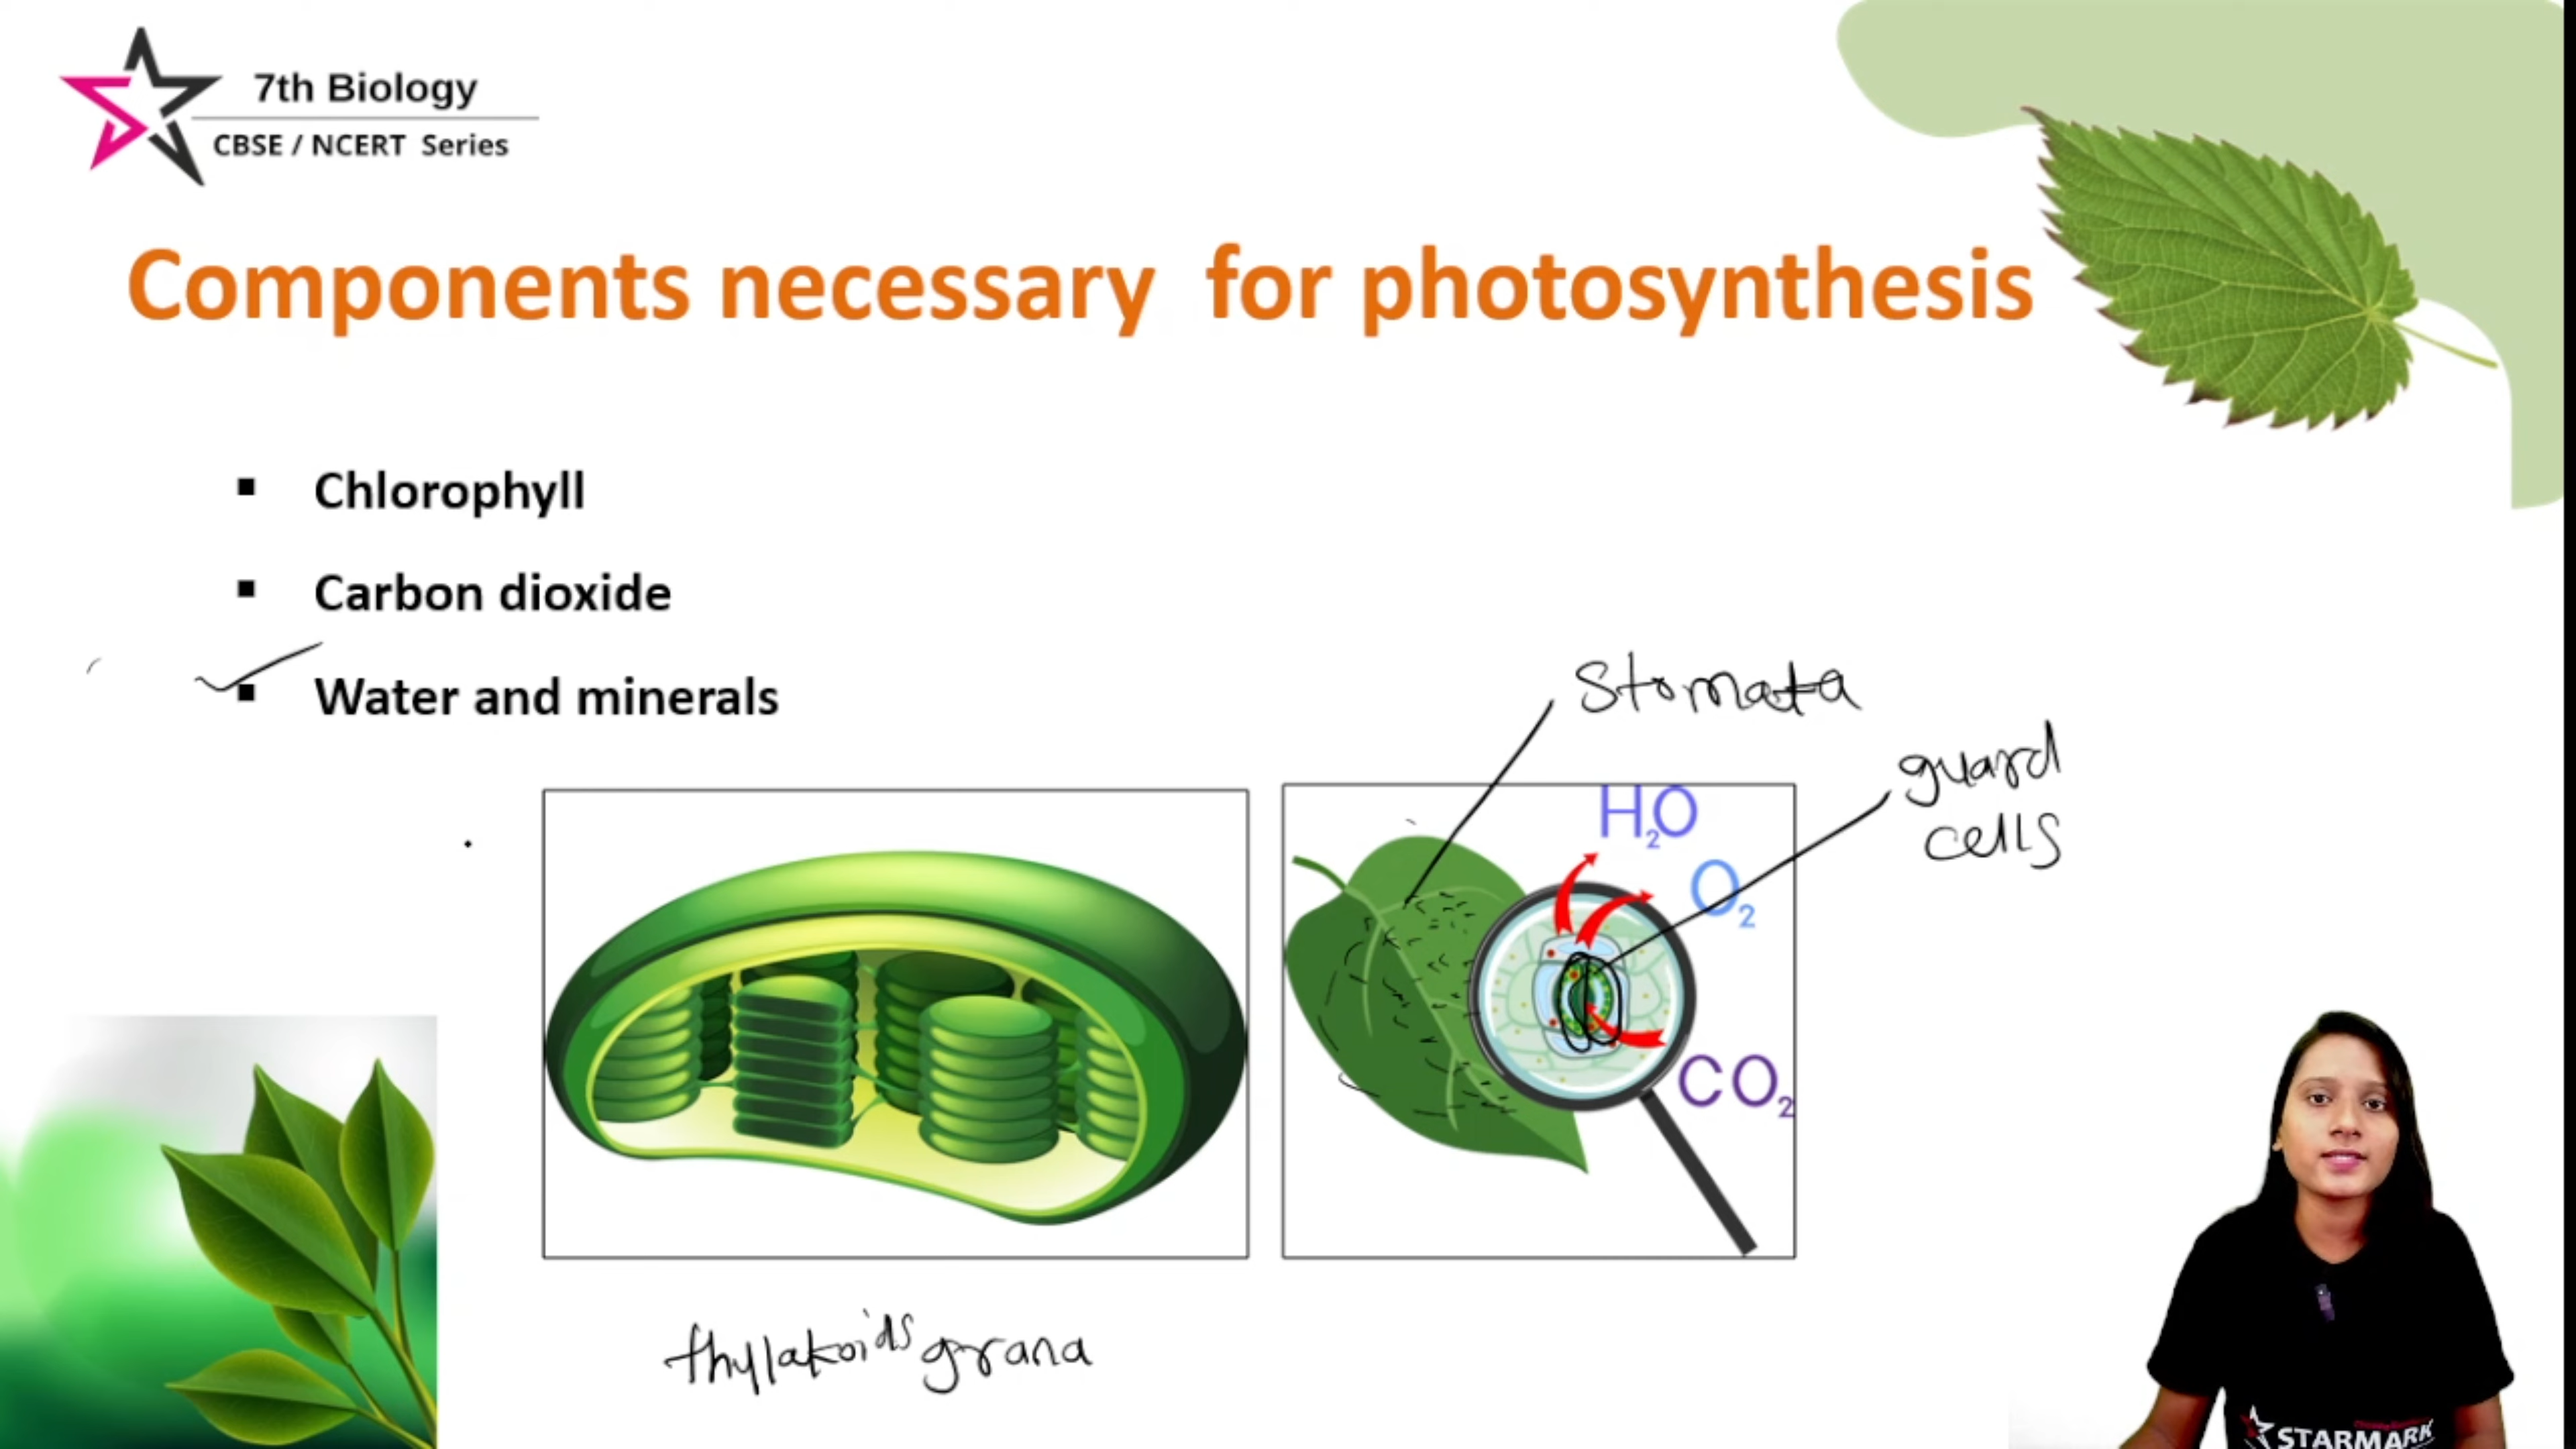 7th Biology
CBSE / NCERT Series
Components necessary for photosynthesis
▪ Chlorophyll
▪ Carbon dioxide
▪ Water and minerals
Stomata
guard
cells
H₂O
O₂
CO₂
thyllakoids grana
STARMARK